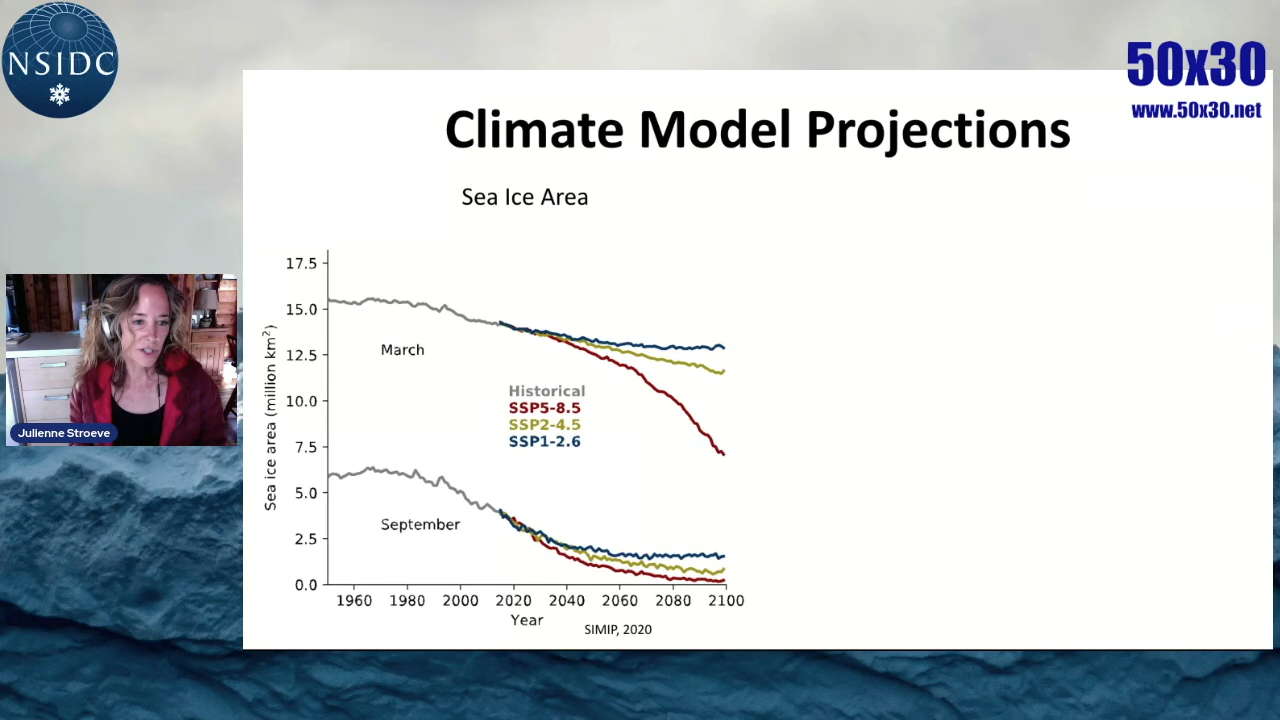 NSIDC
50x30
www.50x30.net
Climate Model Projections
Sea Ice Area
17.5
15.0
12.5
10.0
7.5
5.0
2.5
0.0
Sea ice area (million km²)
March
Historical
SSP5-8.5
SSP2-4.5
SSP1-2.6
September
1960 1980 2000 2020 2040 2060 2080 2100
Year
SIMIP, 2020
Julienne Stroeve